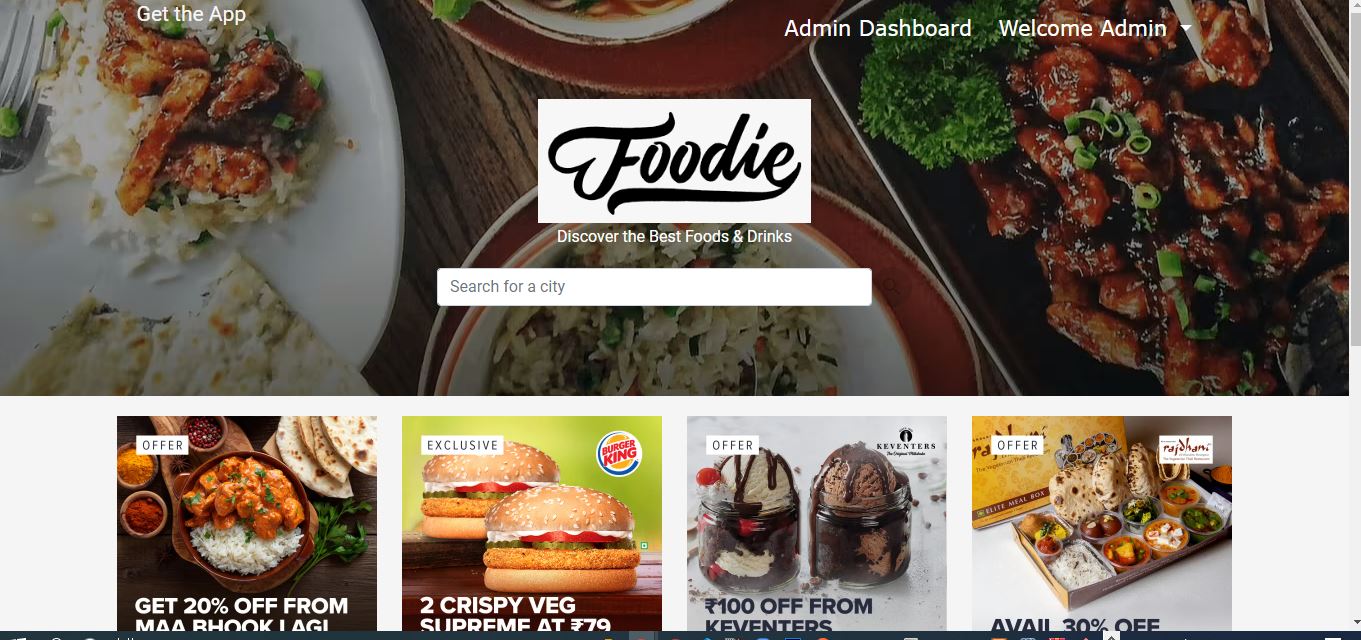 Get the App
Admin Dashboard
Welcome Admin
Foodie
Discover the Best Foods & Drinks
Search for a city
OFFER
GET 20% OFF FROM
MAA BHOOK LAGI
EXCLUSIVE
BURGER
KING
2 CRISPY VEG
SUPREME AT ₹79
OFFER
KEVENTERS
The Original Milkshake
₹100 OFF FROM
KEVENTERS
OFFER
rajdhani
ELITE MEAL BOX
AVAIL 30% OFF